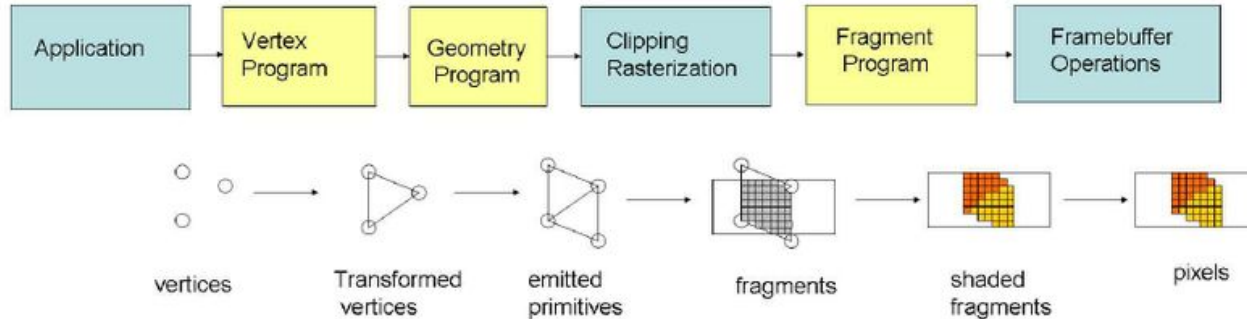 Application
Vertex
Program
Geometry
Program
Clipping
Rasterization
Fragment
Program
Framebuffer
Operations
vertices
Transformed
vertices
emitted
primitives
fragments
shaded
fragments
pixels